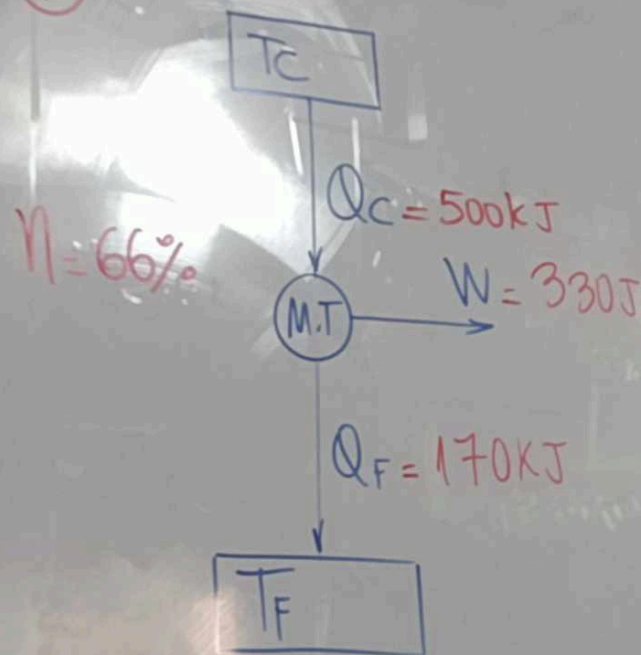 TC
Qc = 500kJ
η = 66%
W = 330J
M.T
QF = 170KJ
TF